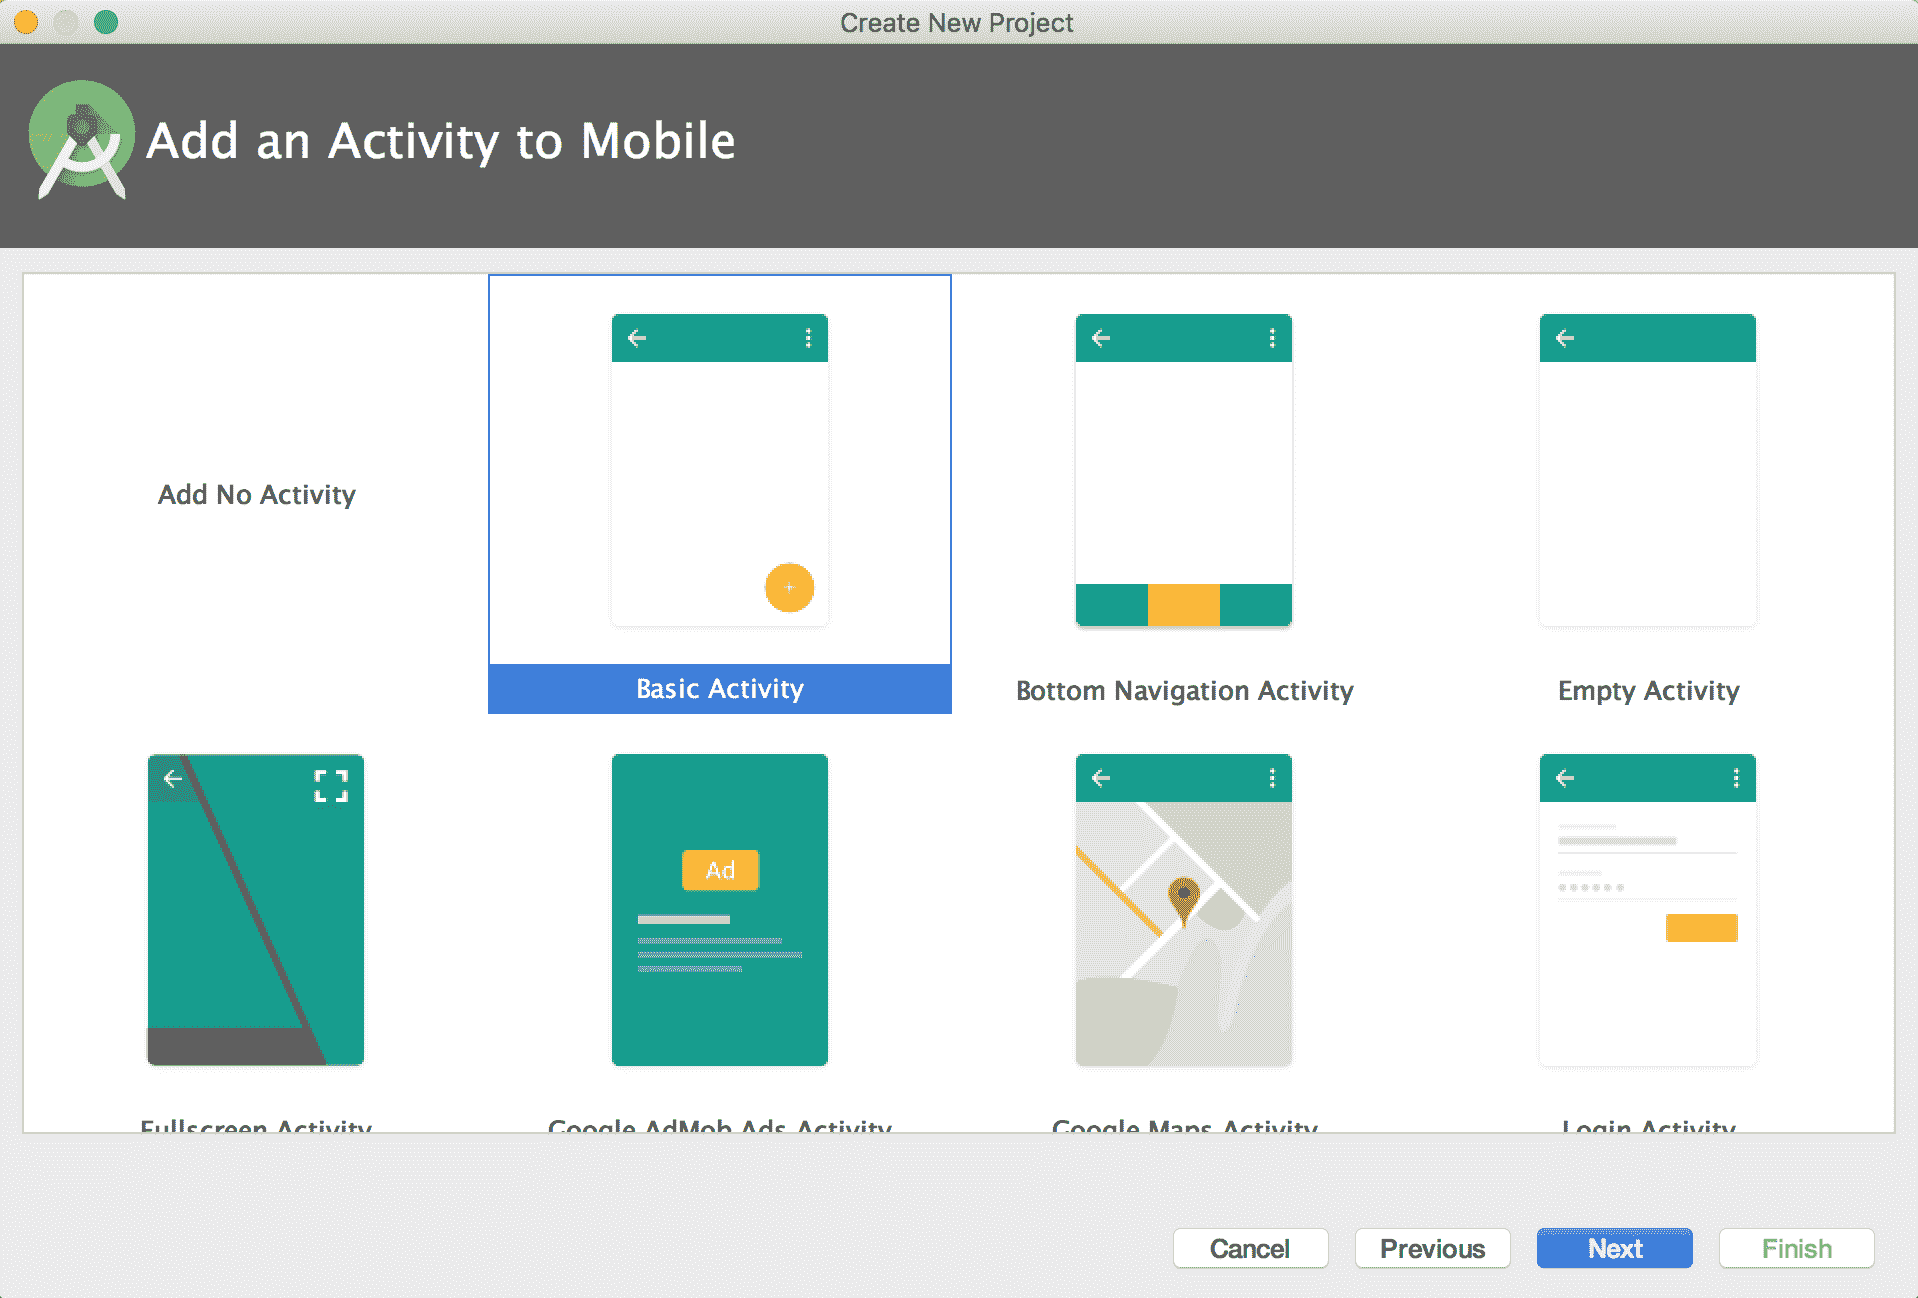 Create New Project
Add an Activity to Mobile
Add No Activity
Basic Activity
Bottom Navigation Activity
Empty Activity
Ad
Fullscreen Activity
Google AdMob Ads Activity
Google Maps Activity
Login Activity
Cancel
Previous
Next
Finish